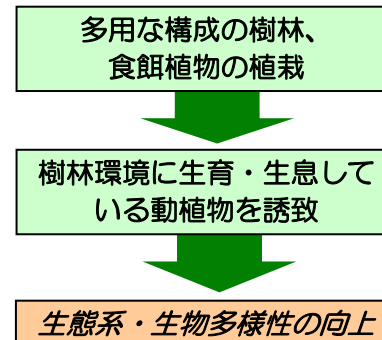 多用な構成の樹林、
食餌植物の植栽
樹林環境に生育・生息して
いる動植物を誘致
生態系・生物多様性の向上